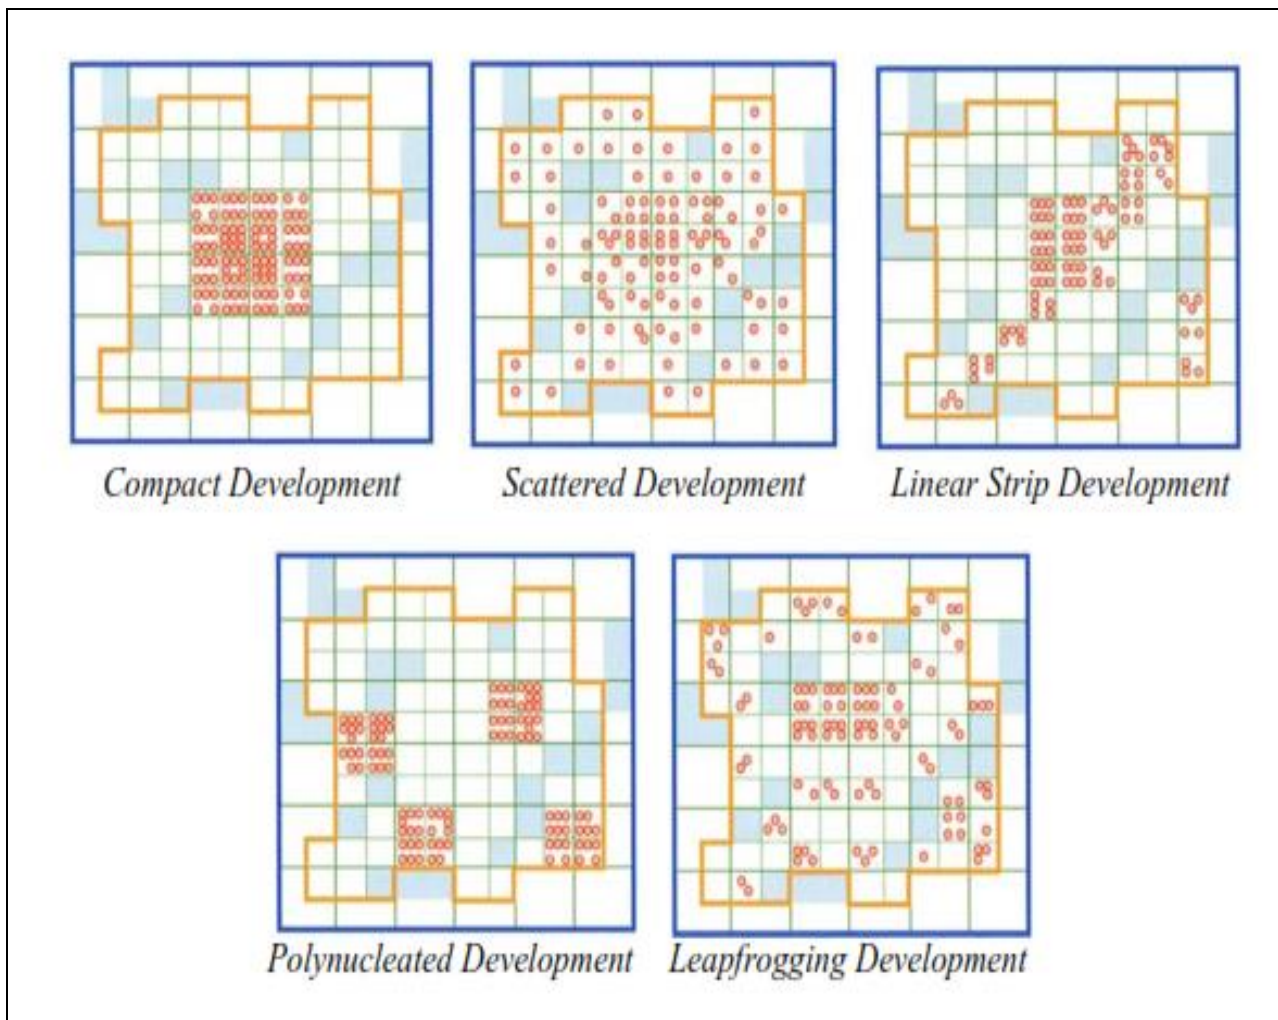 Compact Development
Scattered Development
Linear Strip Development
Polynucleated Development
Leapfrogging Development